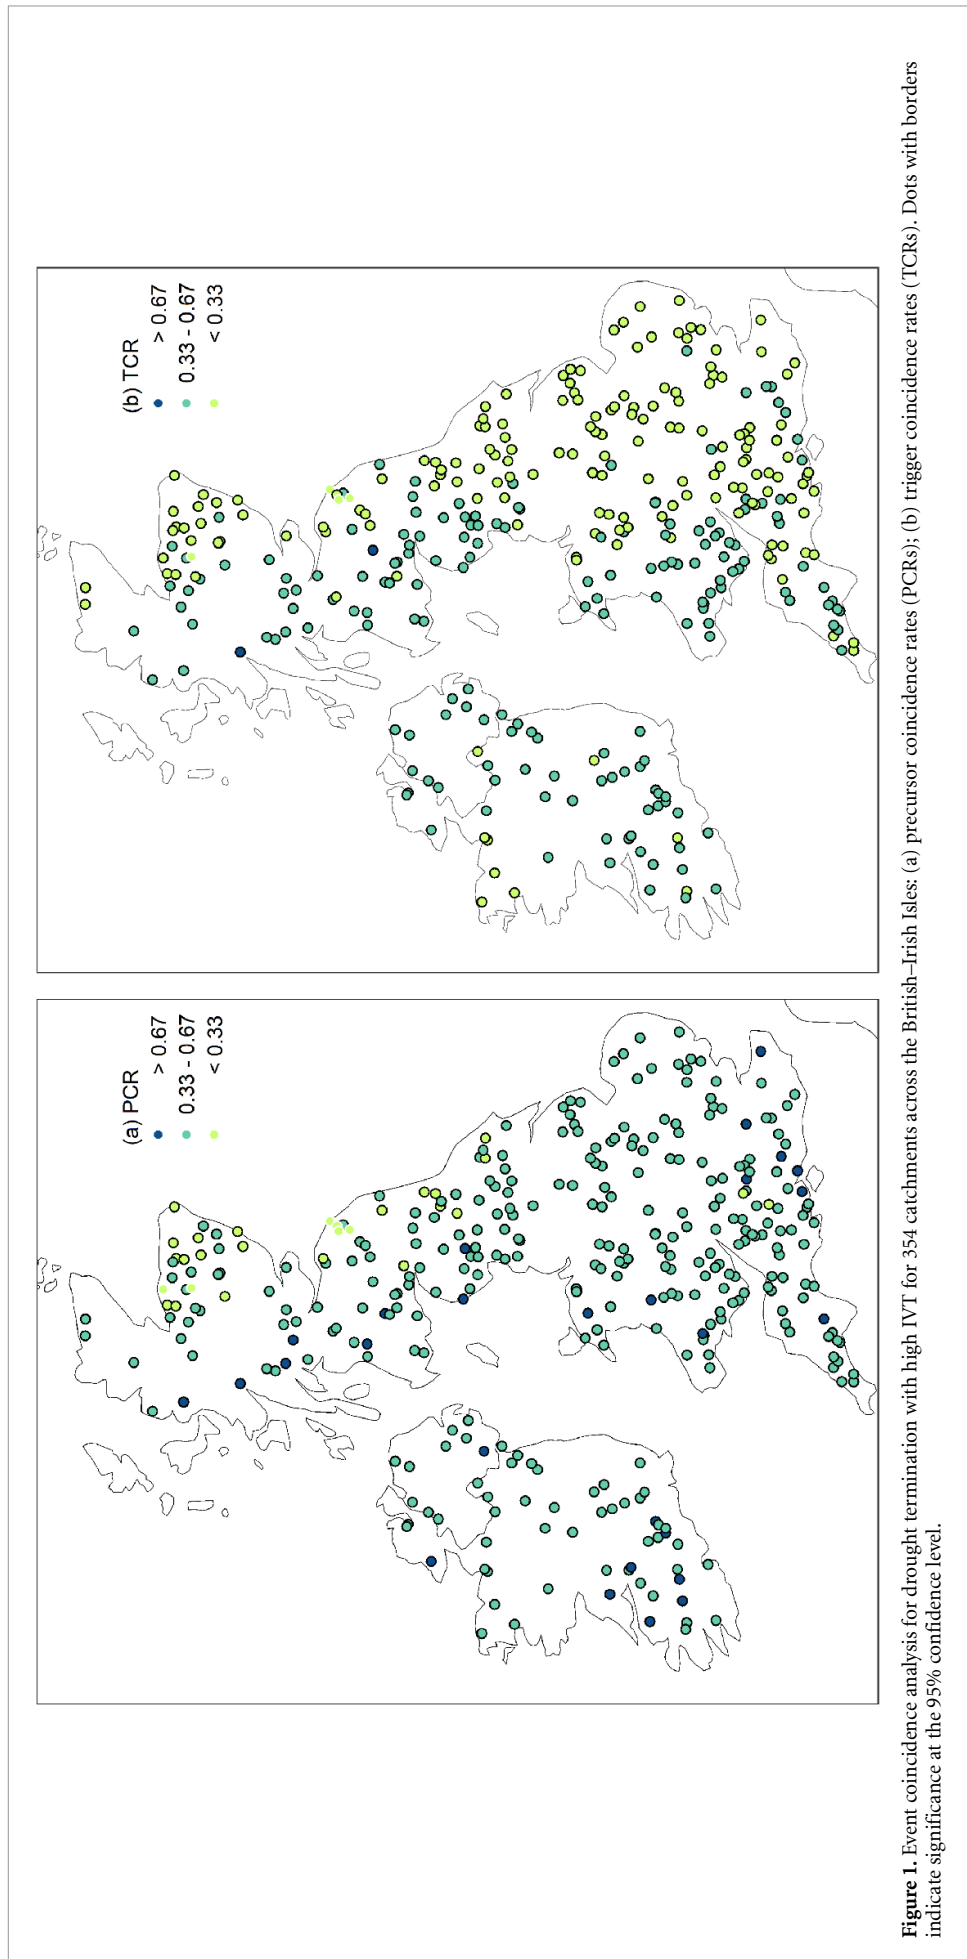 (a) PCR
> 0.67
0.33 - 0.67
< 0.33
(b) TCR
> 0.67
0.33 - 0.67
< 0.33
Figure 1. Event coincidence analysis for drought termination with high IVT for 354 catchments across the British–Irish Isles: (a) precursor coincidence rates (PCRs); (b) trigger coincidence rates (TCRs). Dots with borders
indicate significance at the 95% confidence level.